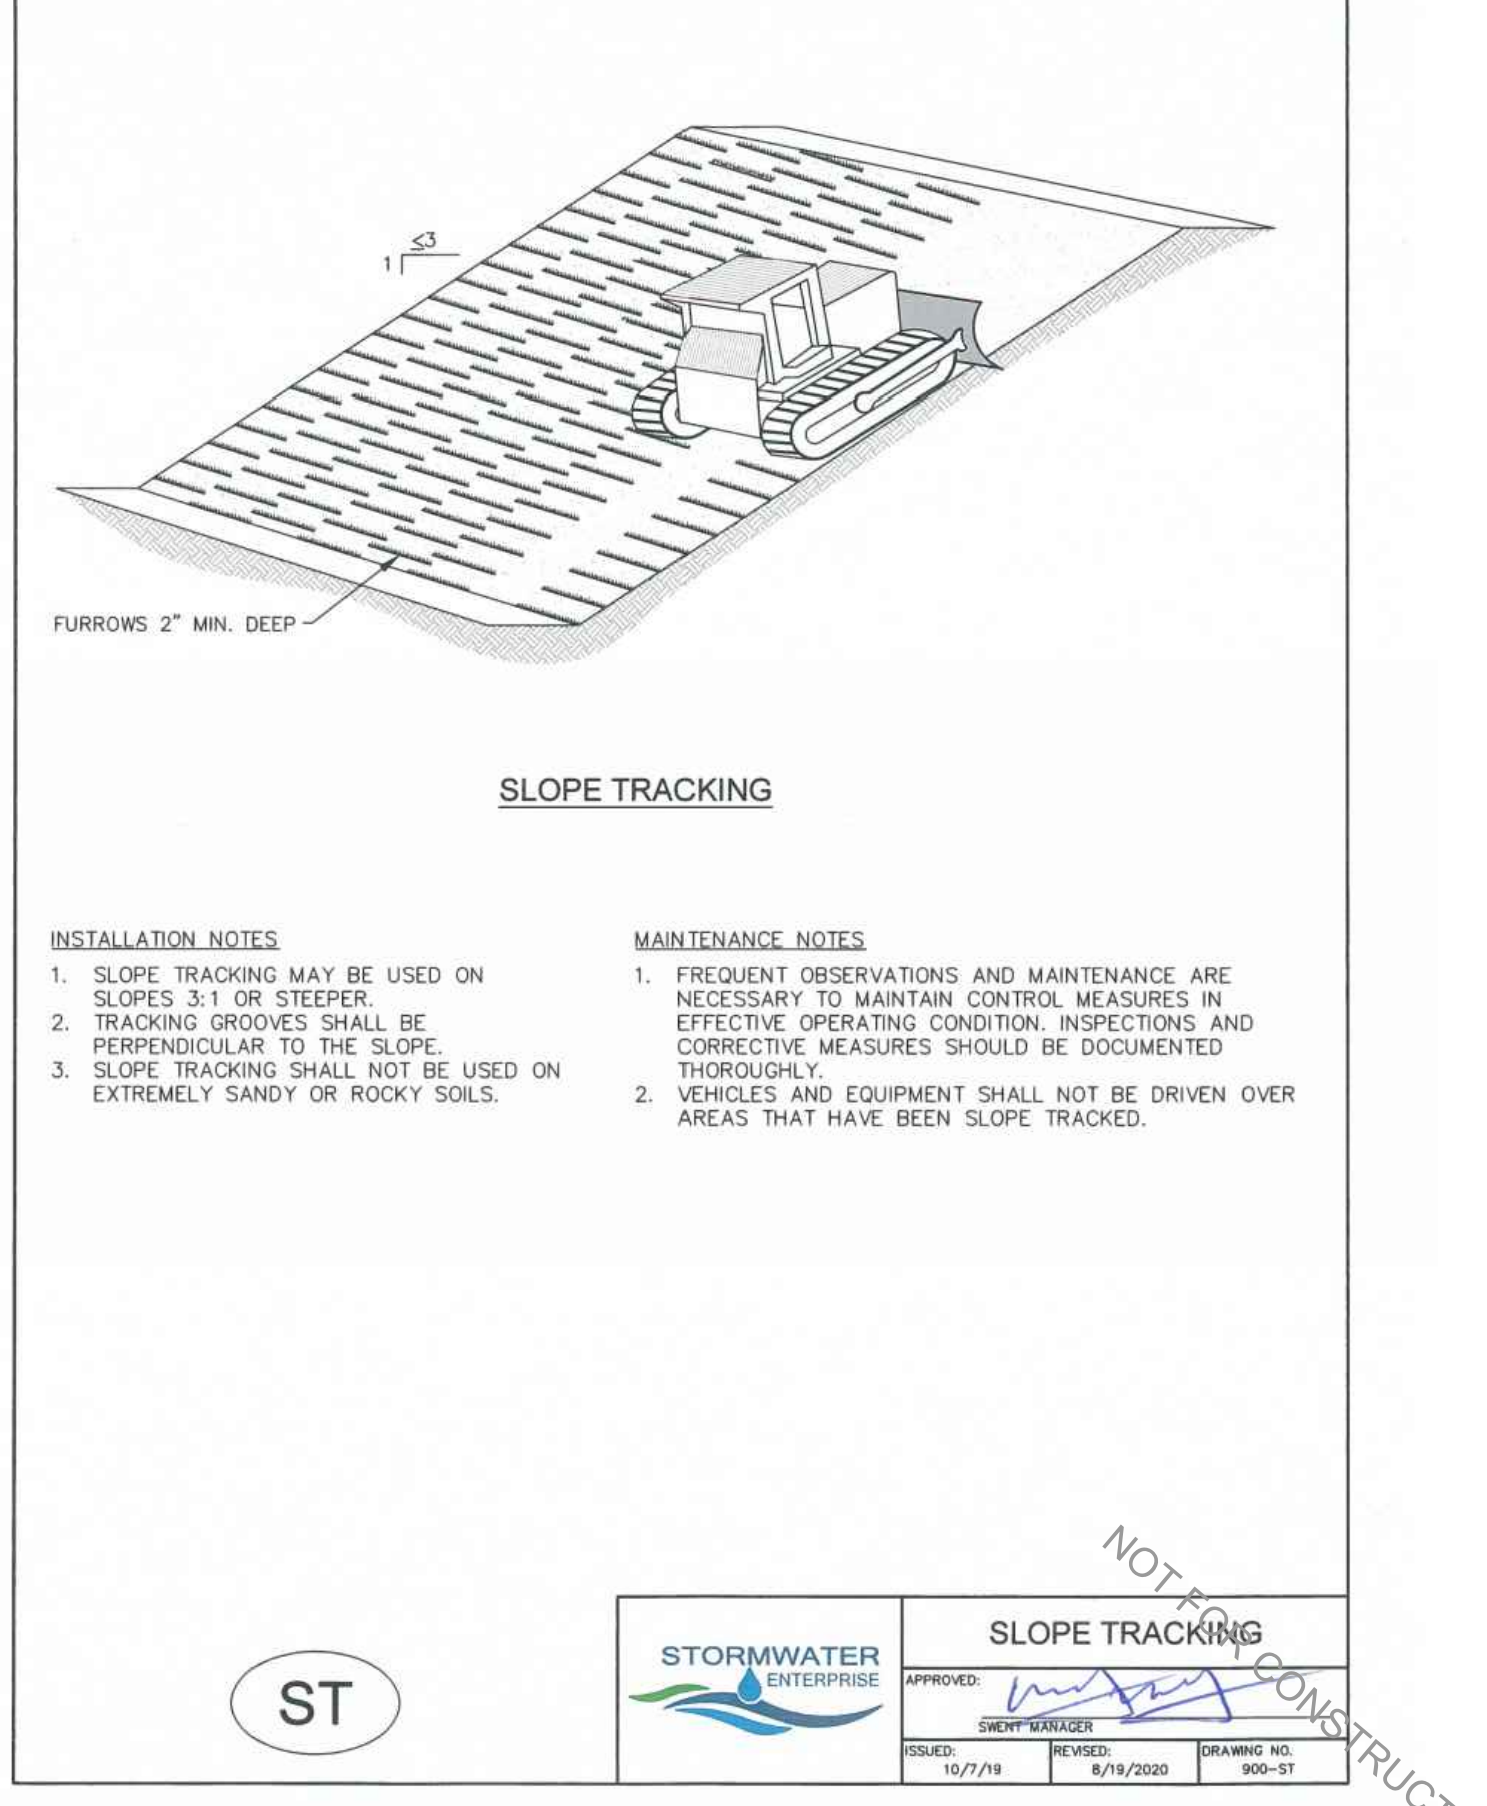 ≤3
1
FURROWS 2" MIN. DEEP
SLOPE TRACKING
INSTALLATION NOTES
1. SLOPE TRACKING MAY BE USED ON
SLOPES 3:1 OR STEEPER.
2. TRACKING GROOVES SHALL BE
PERPENDICULAR TO THE SLOPE.
3. SLOPE TRACKING SHALL NOT BE USED ON
EXTREMELY SANDY OR ROCKY SOILS.
MAINTENANCE NOTES
1. FREQUENT OBSERVATIONS AND MAINTENANCE ARE
NECESSARY TO MAINTAIN CONTROL MEASURES IN
EFFECTIVE OPERATING CONDITION. INSPECTIONS AND
CORRECTIVE MEASURES SHOULD BE DOCUMENTED
THOROUGHLY.
2. VEHICLES AND EQUIPMENT SHALL NOT BE DRIVEN OVER
AREAS THAT HAVE BEEN SLOPE TRACKED.
ST
STORMWATER
ENTERPRISE
SLOPE TRACKING
APPROVED:
SWENT MANAGER
ISSUED:
10/7/19
REVISED:
8/19/2020
DRAWING NO.
900-ST
NOT FOR CONSTRUCT